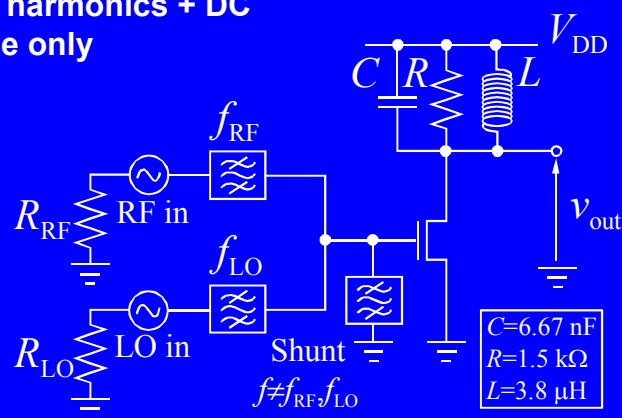 harmonics + DC
e only
V_DD
C
R
L
f_RF
R_RF
RF in
v_out
f_LO
R_LO
LO in
Shunt
f≠f_RF,f_LO
C=6.67 nF
R=1.5 kΩ
L=3.8 μH